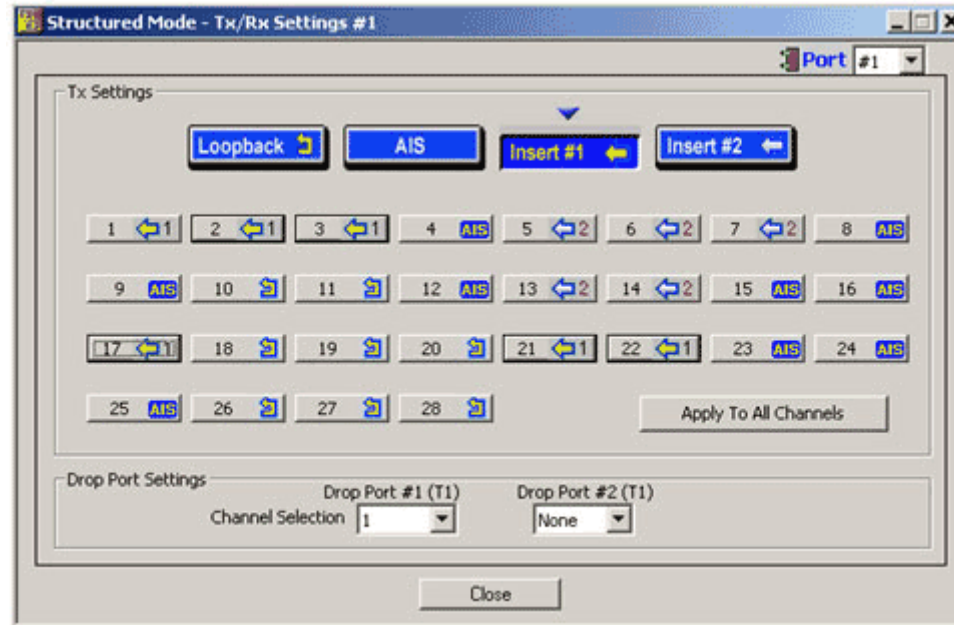 Structured Mode - Tx/Rx Settings #1
Port #1
Tx Settings
Loopback AIS Insert #1 Insert #2
1 1 2 1 3 1 4 AIS 5 2 6 2 7 2 8 AIS
9 AIS 10 11 12 AIS 13 2 14 2 15 AIS 16 AIS
17 1 18 19 20 21 1 22 1 23 AIS 24 AIS
25 AIS 26 27 28 Apply To All Channels
Drop Port Settings
Drop Port #1 (T1) Drop Port #2 (T1)
Channel Selection 1 None
Close